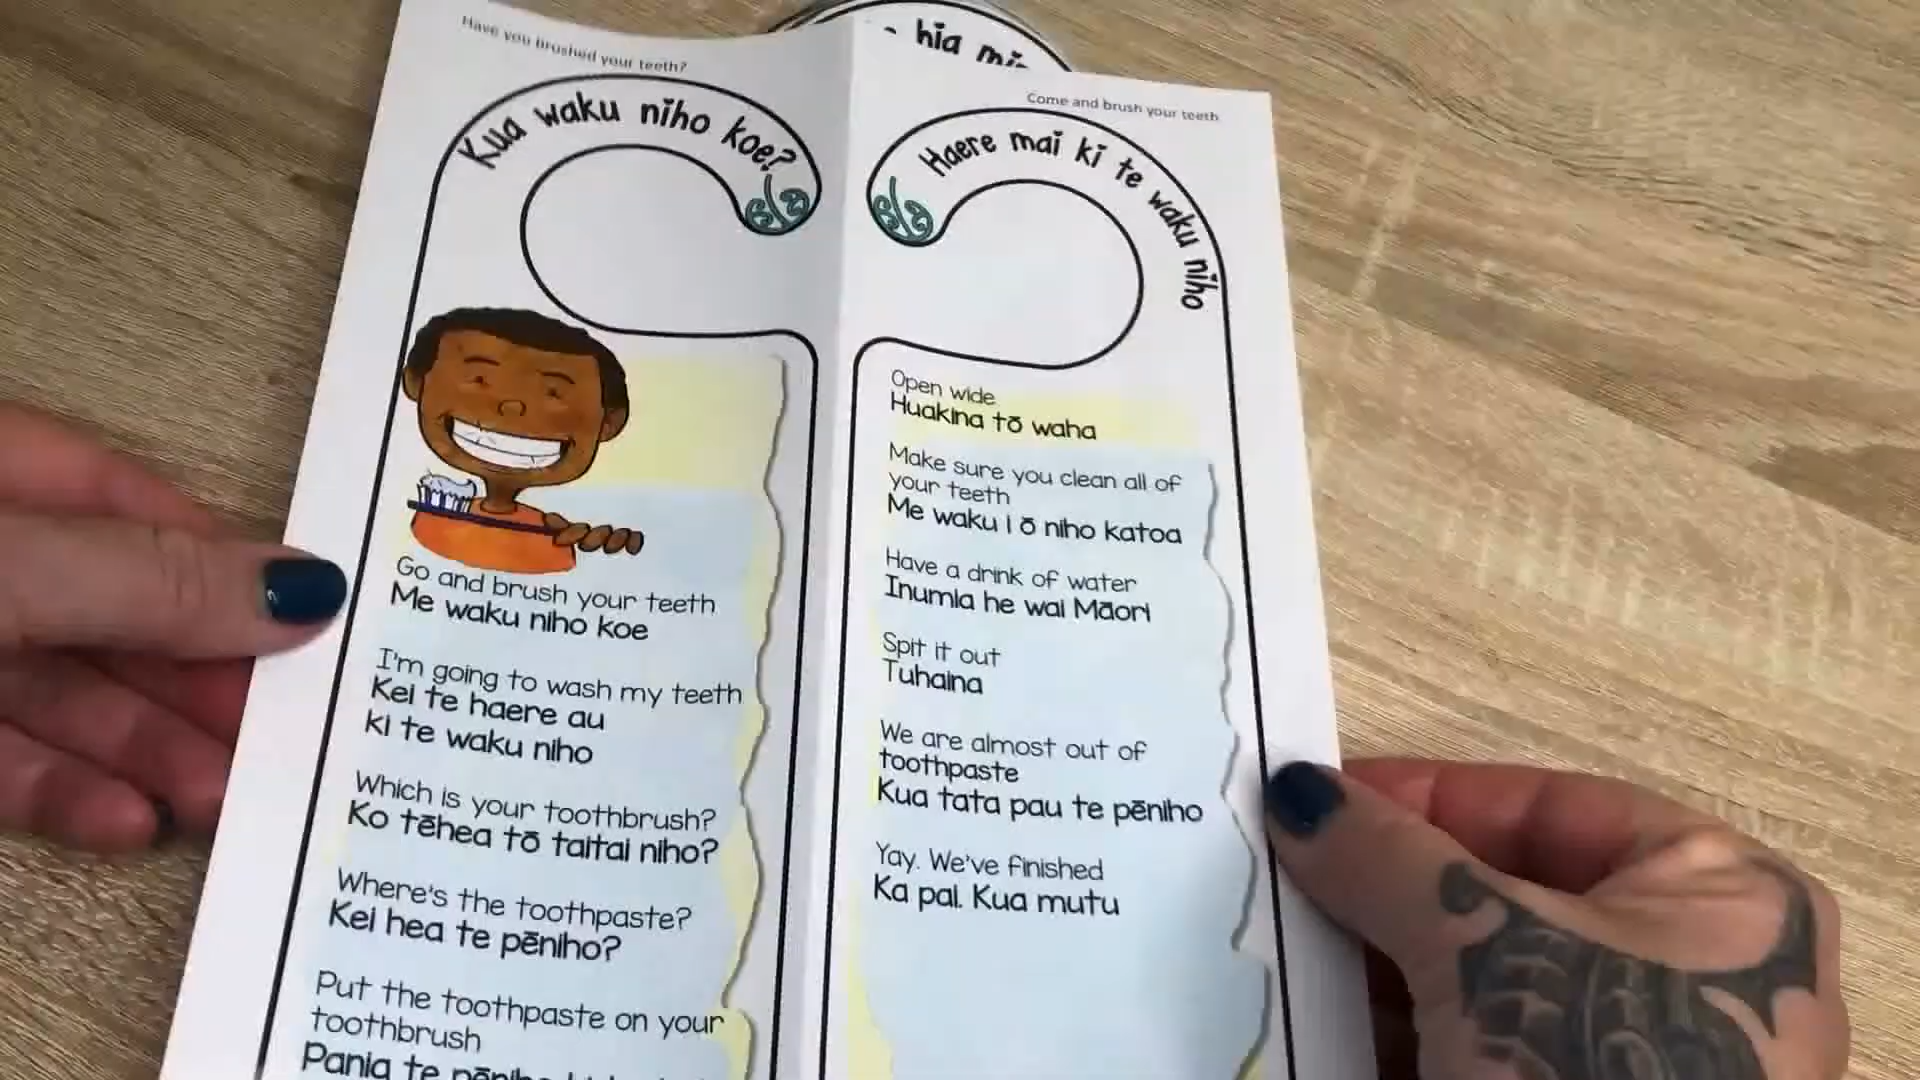 hia
Have you brushed your teeth?
Kua waku niho koe?
Go and brush your teeth
Me waku niho koe
I'm going to wash my teeth
Kei te haere au
ki te waku niho
Which is your toothbrush?
Ko tēhea tō taitai niho?
Where's the toothpaste?
Kei hea te pēniho?
Put the toothpaste on your
toothbrush
Pania te pēniho
Come and brush your teeth
Haere mai ki te waku niho
Open wide
Huakina tō waha
Make sure you clean all of
your teeth
Me waku i ō niho katoa
Have a drink of water
Inumia he wai Māori
Spit it out
Tuhaina
We are almost out of
toothpaste
Kua tata pau te pēniho
Yay. We've finished
Ka pai. Kua mutu